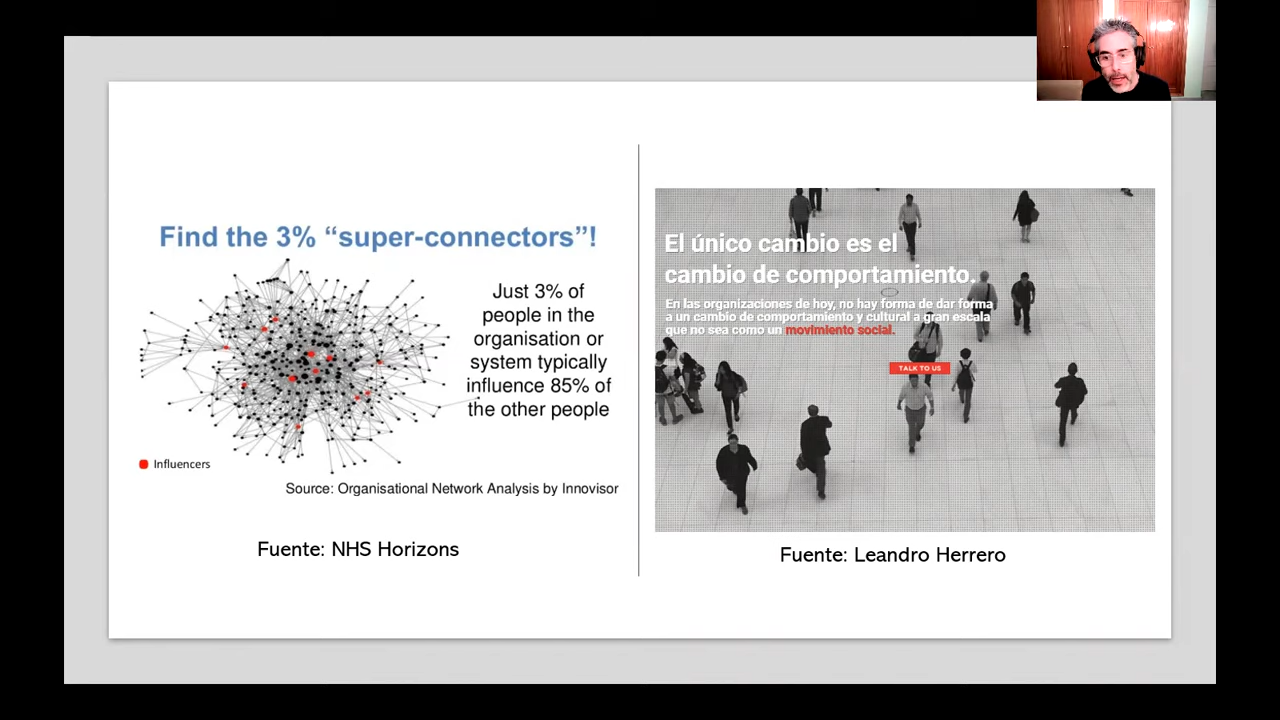 Find the 3% “super-connectors”!
Just 3% of
people in the
organisation or
system typically
influence 85% of
the other people
Influencers
Source: Organisational Network Analysis by Innovisor
Fuente: NHS Horizons
El único cambio es el
cambio de comportamiento.
En las organizaciones de hoy, no hay forma de dar forma
a un cambio de comportamiento y cultural a gran escala
que no sea como un movimiento social.
TALK TO US
Fuente: Leandro Herrero